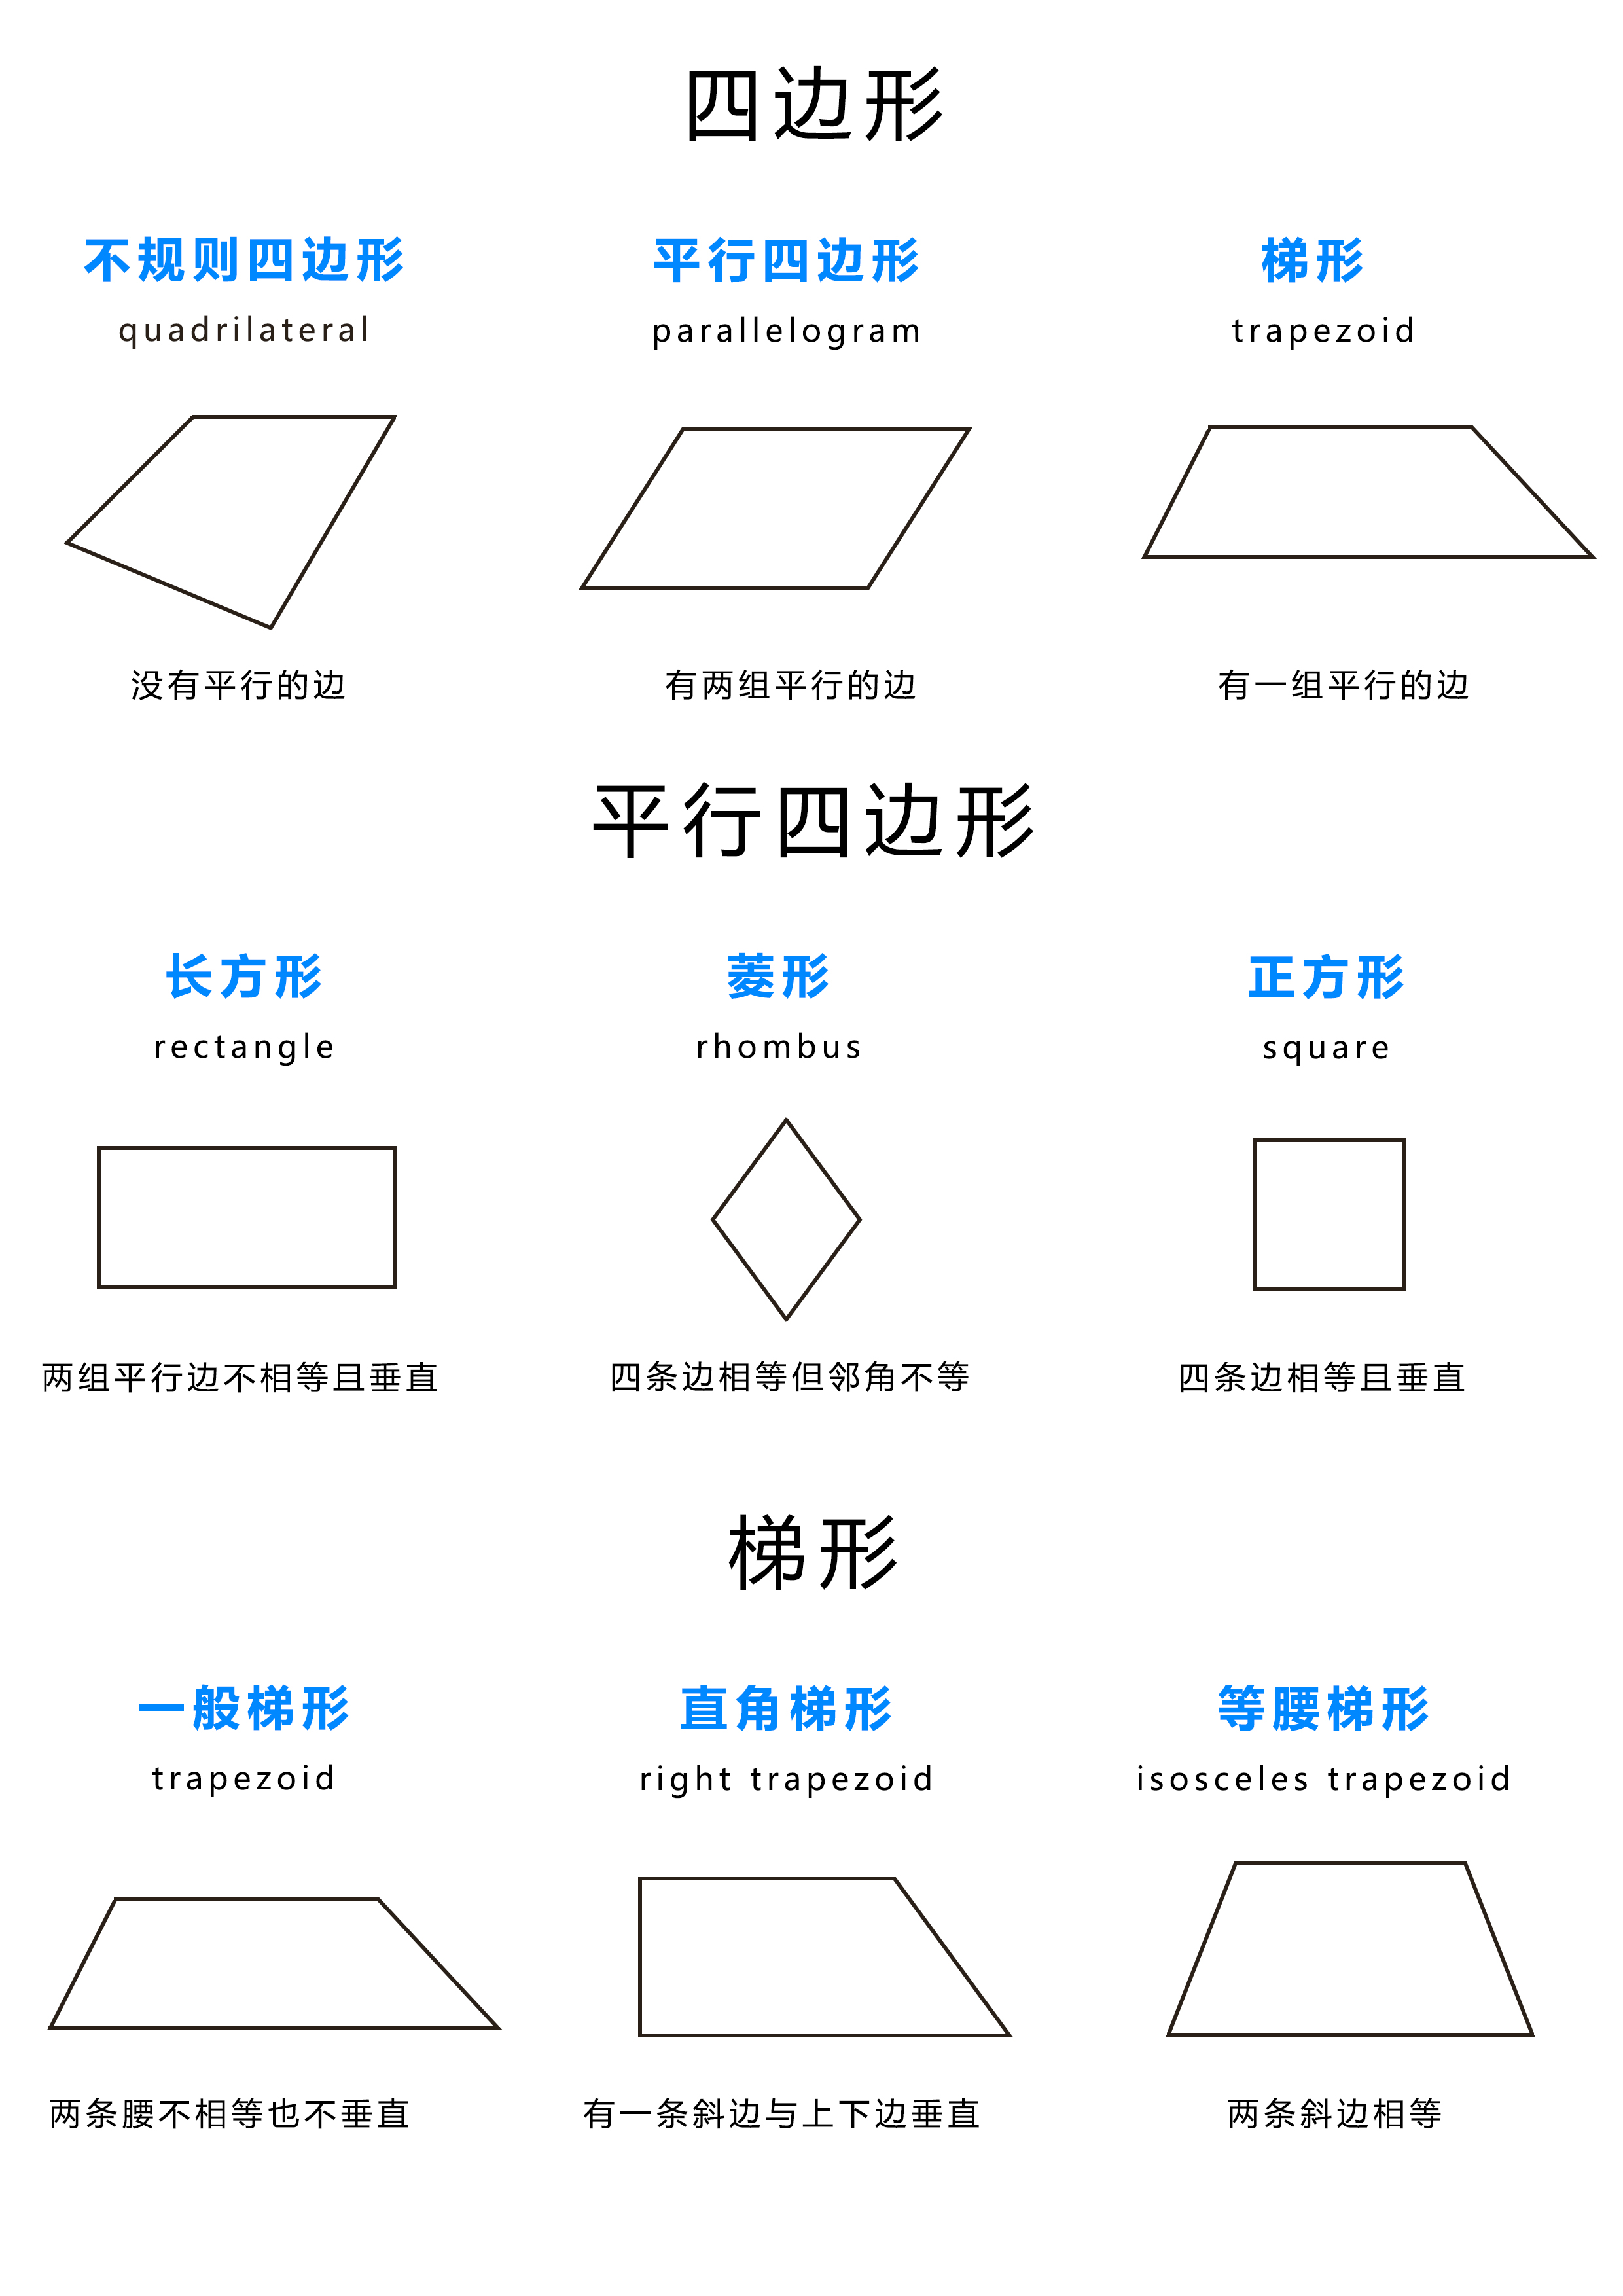 四边形
不规则四边形
quadrilateral
平行四边形
parallelogram
梯形
trapezoid
没有平行的边
有两组平行的边
有一组平行的边
平行四边形
长方形
rectangle
菱形
rhombus
正方形
square
两组平行边不相等且垂直
四条边相等但邻角不等
四条边相等且垂直
梯形
一般梯形
trapezoid
直角梯形
right trapezoid
等腰梯形
isosceles trapezoid
两条腰不相等也不垂直
有一条斜边与上下边垂直
两条斜边相等